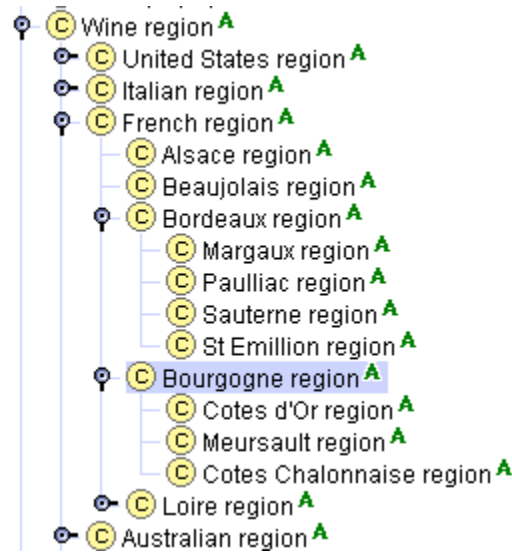 C Wine region A
C United States region A
C Italian region A
C French region A
C Alsace region A
C Beaujolais region A
C Bordeaux region A
C Margaux region A
C Paulliac region A
C Sauterne region A
C St Emillion region A
C Bourgogne region A
C Cotes d'Or region A
C Meursault region A
C Cotes Chalonnaise region A
C Loire region A
C Australian region A